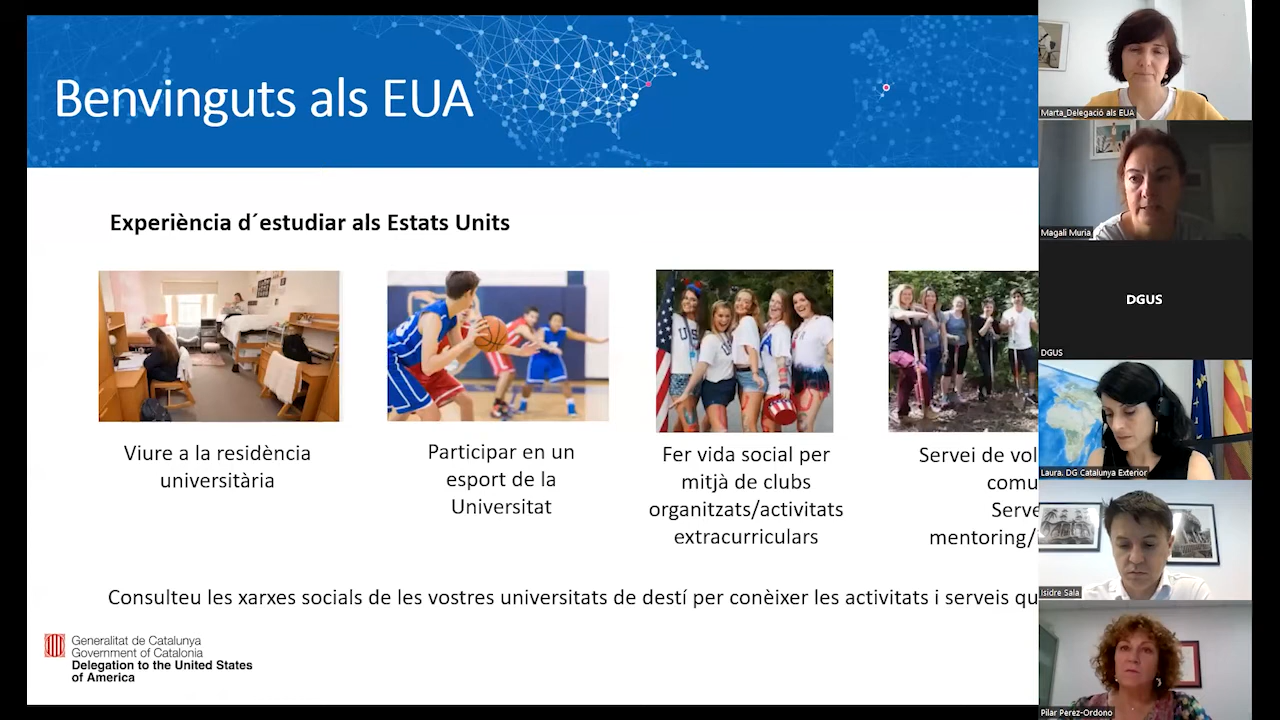 Benvinguts als EUA
Experiència d´estudiar als Estats Units
Viure a la residència
universitària
Participar en un
esport de la
Universitat
Fer vida social per
mitjà de clubs
organitzats/activitats
extracurriculars
Servei de vol
comu
Serve
mentoring/
Consulteu les xarxes socials de les vostres universitats de destí per conèixer les activitats i serveis qu
Generalitat de Catalunya
Government of Catalonia
Delegation to the United States
of America
Marta_Delegació als EUA
Magali Muria
DGUS
DGUS
Laura. DG Catalunya Exterior
Isidre Sala
Pilar Perez-Ordono